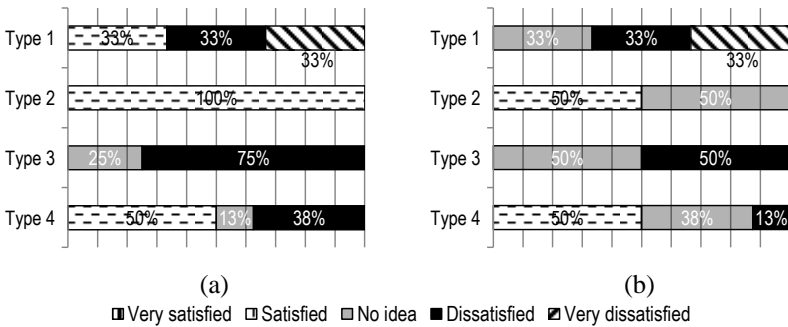 Type 1 33% 33% 33%
Type 2 100%
Type 3 25% 75%
Type 4 50% 13% 38%
(a)
Type 1 33% 33% 33%
Type 2 50% 50%
Type 3 50% 50%
Type 4 50% 38% 13%
(b)
Very satisfied Satisfied No idea Dissatisfied Very dissatisfied